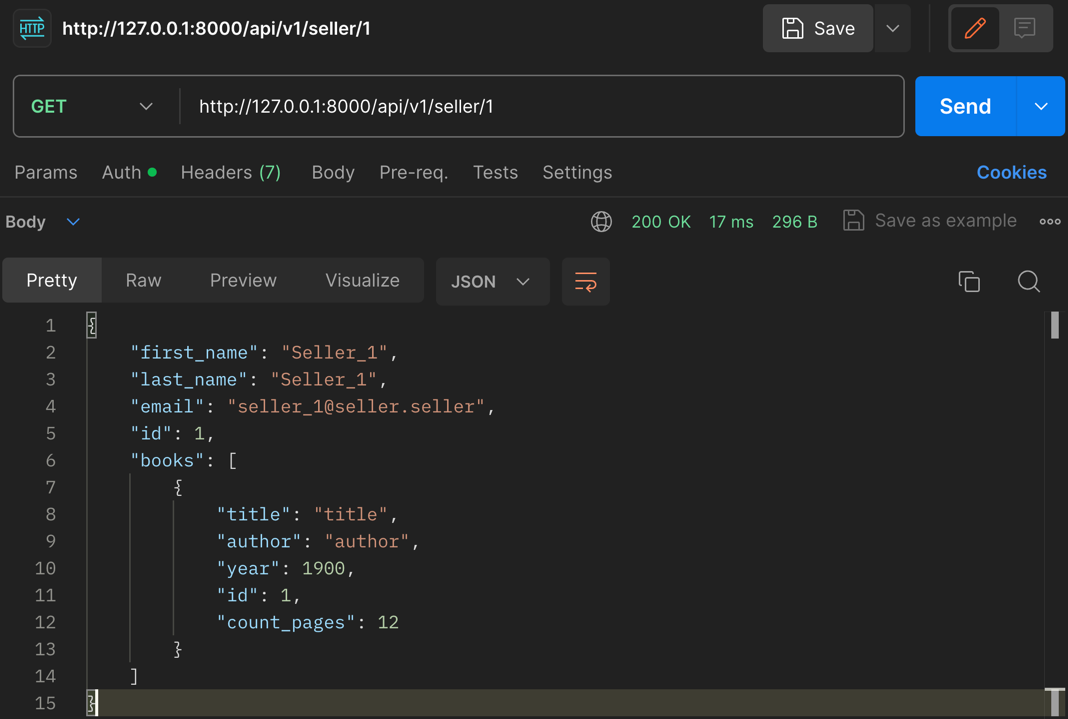 HTTP http://127.0.0.1:8000/api/v1/seller/1 Save
GET http://127.0.0.1:8000/api/v1/seller/1 Send
Params Auth Headers (7) Body Pre-req. Tests Settings Cookies
Body 200 OK 17 ms 296 B Save as example
Pretty Raw Preview Visualize JSON
1 {
2 "first_name": "Seller_1",
3 "last_name": "Seller_1",
4 "email": "seller_1@seller.seller",
5 "id": 1,
6 "books": [
7 {
8 "title": "title",
9 "author": "author",
10 "year": 1900,
11 "id": 1,
12 "count_pages": 12
13 }
14 ]
15 }